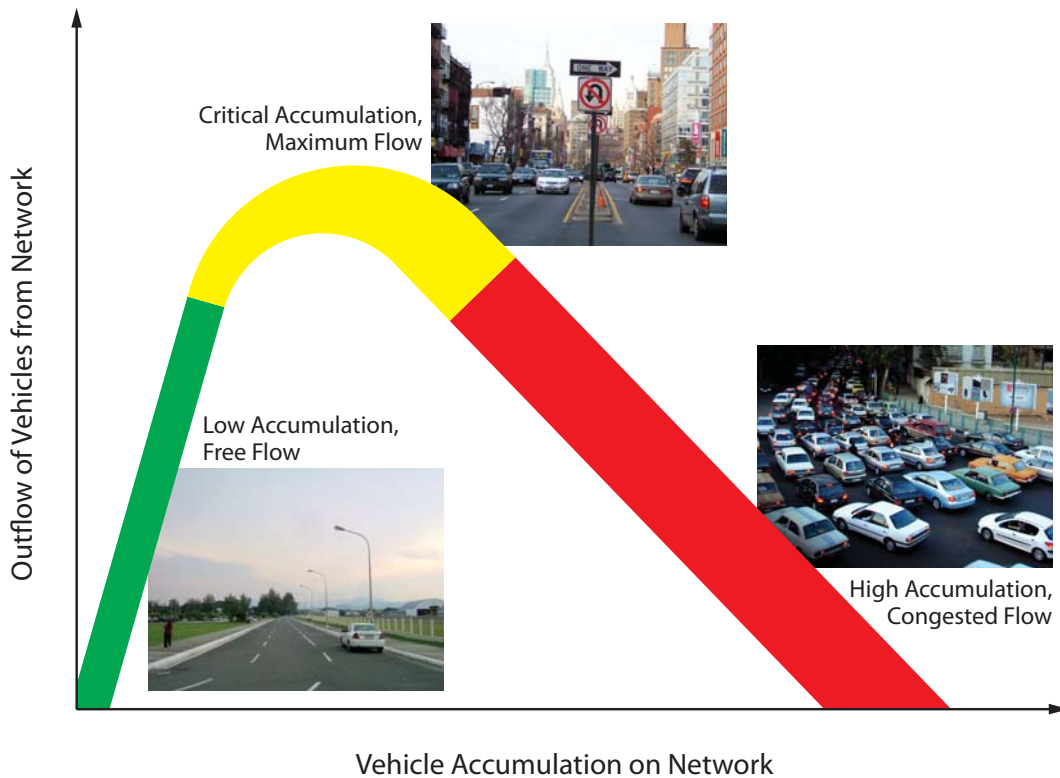 Critical Accumulation,
Maximum Flow
ONE WAY
Outflow of Vehicles from Network
Low Accumulation,
Free Flow
High Accumulation,
Congested Flow
Vehicle Accumulation on Network